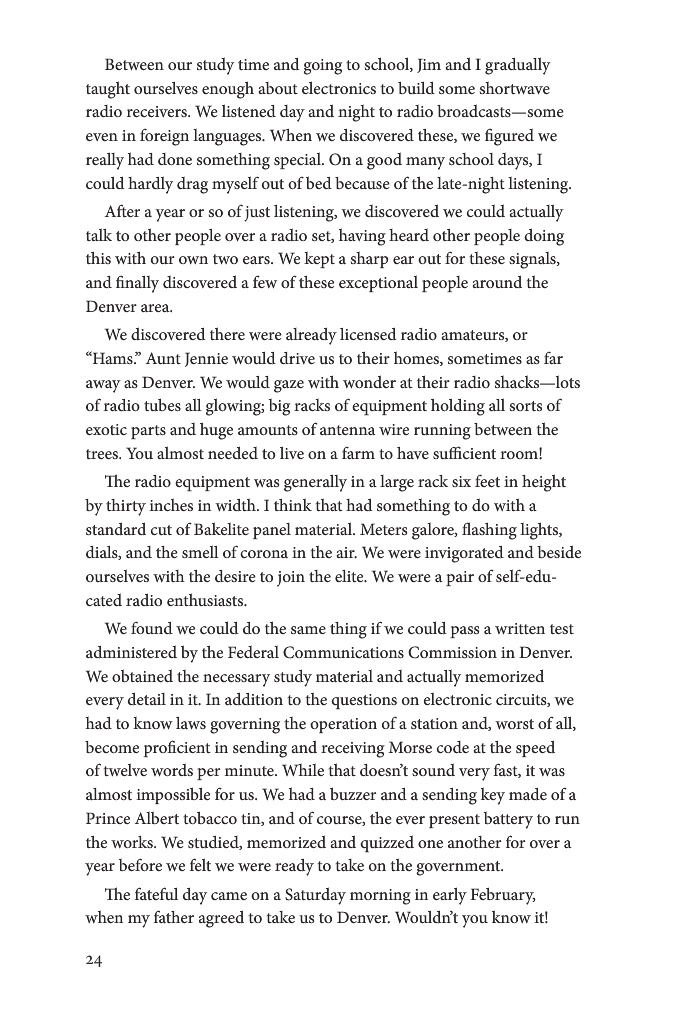 Between our study time and going to school, Jim and I gradually
taught ourselves enough about electronics to build some shortwave
radio receivers. We listened day and night to radio broadcasts—some
even in foreign languages. When we discovered these, we figured we
really had done something special. On a good many school days, I
could hardly drag myself out of bed because of the late-night listening.
After a year or so of just listening, we discovered we could actually
talk to other people over a radio set, having heard other people doing
this with our own two ears. We kept a sharp ear out for these signals,
and finally discovered a few of these exceptional people around the
Denver area.
We discovered there were already licensed radio amateurs, or
“Hams.” Aunt Jennie would drive us to their homes, sometimes as far
away as Denver. We would gaze with wonder at their radio shacks—lots
of radio tubes all glowing; big racks of equipment holding all sorts of
exotic parts and huge amounts of antenna wire running between the
trees. You almost needed to live on a farm to have sufficient room!
The radio equipment was generally in a large rack six feet in height
by thirty inches in width. I think that had something to do with a
standard cut of Bakelite panel material. Meters galore, flashing lights,
dials, and the smell of corona in the air. We were invigorated and beside
ourselves with the desire to join the elite. We were a pair of self-edu-
cated radio enthusiasts.
We found we could do the same thing if we could pass a written test
administered by the Federal Communications Commission in Denver.
We obtained the necessary study material and actually memorized
every detail in it. In addition to the questions on electronic circuits, we
had to know laws governing the operation of a station and, worst of all,
become proficient in sending and receiving Morse code at the speed
of twelve words per minute. While that doesn’t sound very fast, it was
almost impossible for us. We had a buzzer and a sending key made of a
Prince Albert tobacco tin, and of course, the ever present battery to run
the works. We studied, memorized and quizzed one another for over a
year before we felt we were ready to take on the government.
The fateful day came on a Saturday morning in early February,
when my father agreed to take us to Denver. Wouldn’t you know it!
24